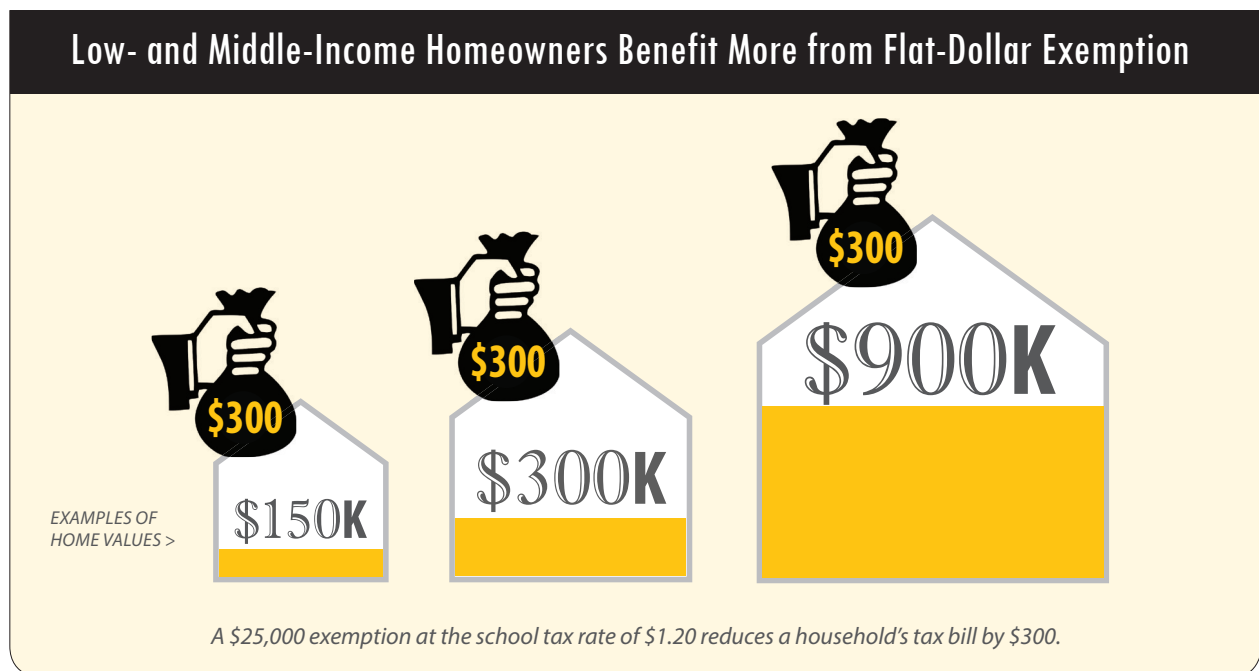 Low- and Middle-Income Homeowners Benefit More from Flat-Dollar Exemption
$300
$300
$300
$900K
$300K
$150K
EXAMPLES OF
HOME VALUES >
A $25,000 exemption at the school tax rate of $1.20 reduces a household's tax bill by $300.